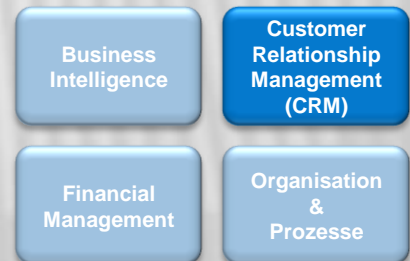 Business
Intelligence
Customer
Relationship
Management
(CRM)
Financial
Management
Organisation
&
Prozesse